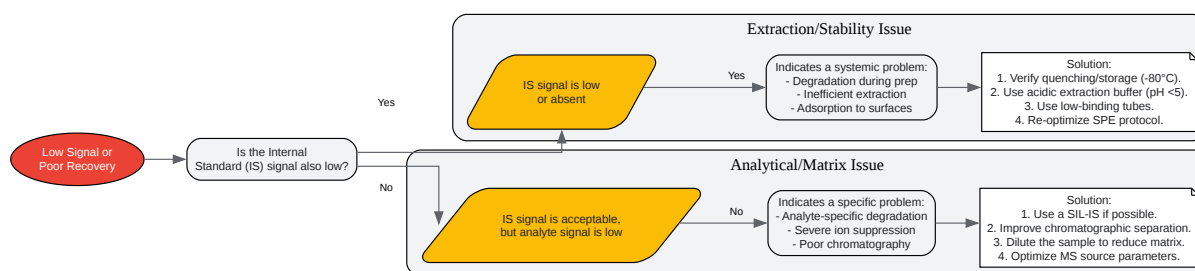 Extraction/Stability Issue
IS signal is low
or absent
Yes
Indicates a systemic problem:
- Degradation during prep
- Inefficient extraction
- Adsorption to surfaces
Solution:
1. Verify quenching/storage (-80°C).
2. Use acidic extraction buffer (pH <5).
3. Use low-binding tubes.
4. Re-optimize SPE protocol.
Yes
Low Signal or
Poor Recovery
Is the Internal
Standard (IS) signal also low?
No
Analytical/Matrix Issue
IS signal is acceptable,
but analyte signal is low
No
Indicates a specific problem:
- Analyte-specific degradation
- Severe ion suppression
- Poor chromatography
Solution:
1. Use a SIL-IS if possible.
2. Improve chromatographic separation.
3. Dilute the sample to reduce matrix.
4. Optimize MS source parameters.